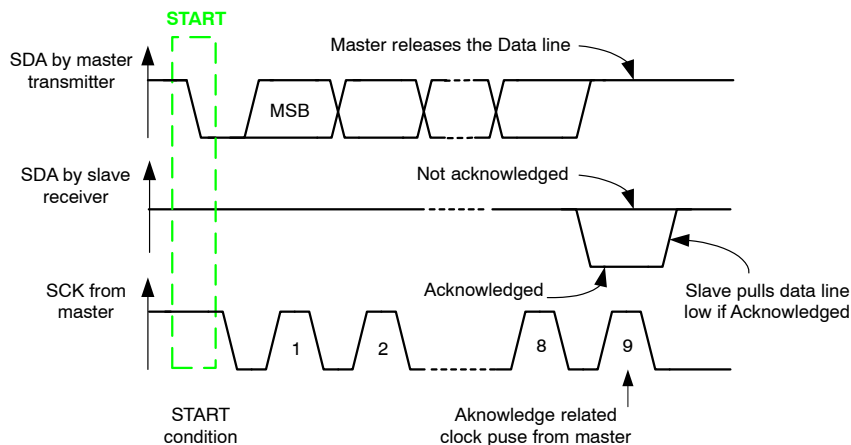 START
SDA by master
transmitter
Master releases the Data line
MSB
SDA by slave
receiver
Not acknowledged
Acknowledged
Slave pulls data line
low if Acknowledged
SCK from
master
1
2
8
9
START
condition
Aknowledge related
clock puse from master